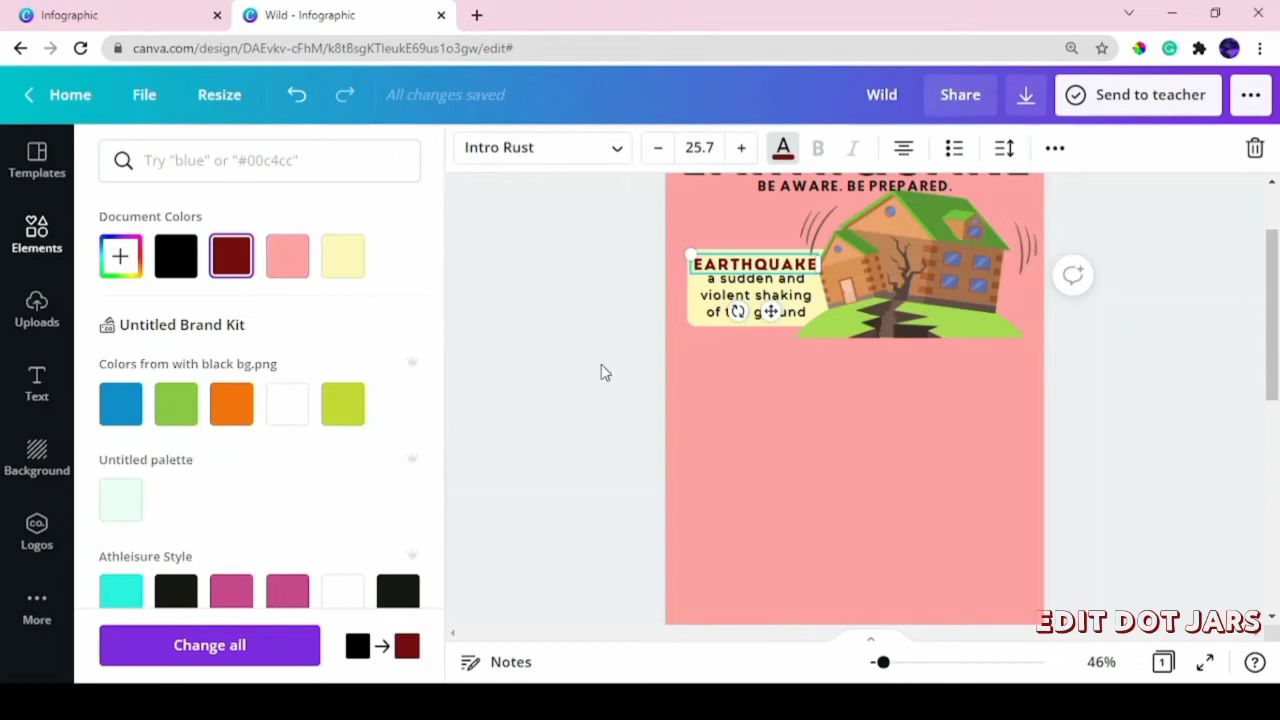 Infographic
Wild - Infographic
canva.com/design/DAEvkv-cFhM/k8tBsgKTIeukE69us1o3gw/edit#
Home
File
Resize
All changes saved
Wild
Share
Send to teacher
Templates
Elements
Uploads
Text
Background
CO.
Logos
More
Try "blue" or "#00c4cc"
Document Colors
Untitled Brand Kit
Colors from with black bg.png
Untitled palette
Athleisure Style
Change all
Intro Rust
- 25.7 +
A B I
BE AWARE. BE PREPARED.
EARTHQUAKE
a sudden and
violent shaking
EDIT DOT JARS
Notes
46%
1
?